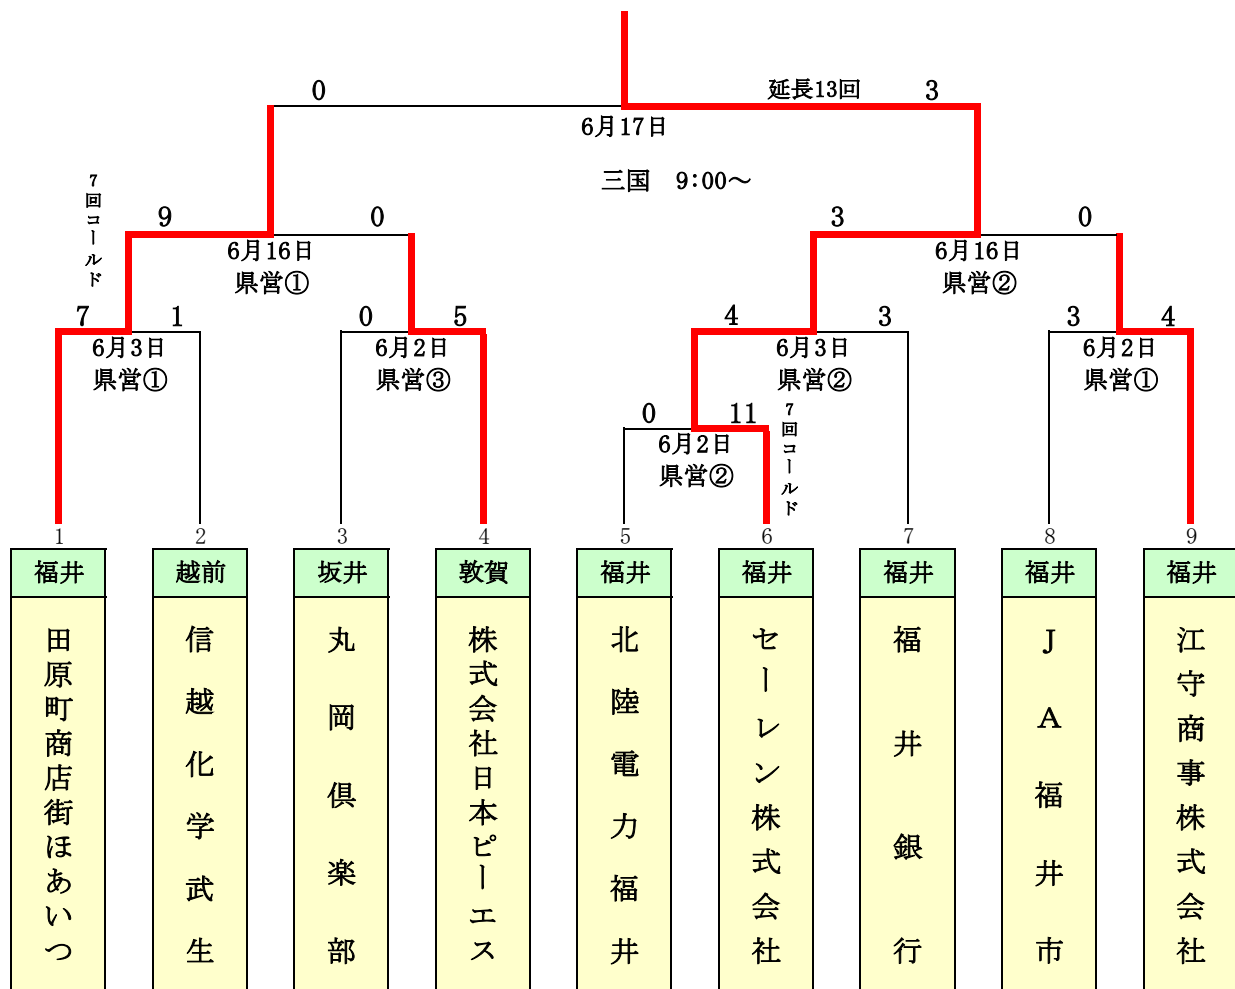 0
延長13回
3
6月17日
三国 9:00～
7回コールド
9
0
6月16日
県営①
3
0
6月16日
県営②
7
1
6月3日
県営①
0
5
6月2日
県営③
4
3
6月3日
県営②
3
4
6月2日
県営①
0
11
6月2日
県営②
7回コールド
1
2
3
4
5
6
7
8
9
福井
越前
坂井
敦賀
福井
福井
福井
福井
福井
田原町商店街ほあいつ
信越化学武生
丸岡倶楽部
株式会社日本ピーエス
北陸電力福井
セーレン株式会社
福井銀行
JA福井市
江守商事株式会社